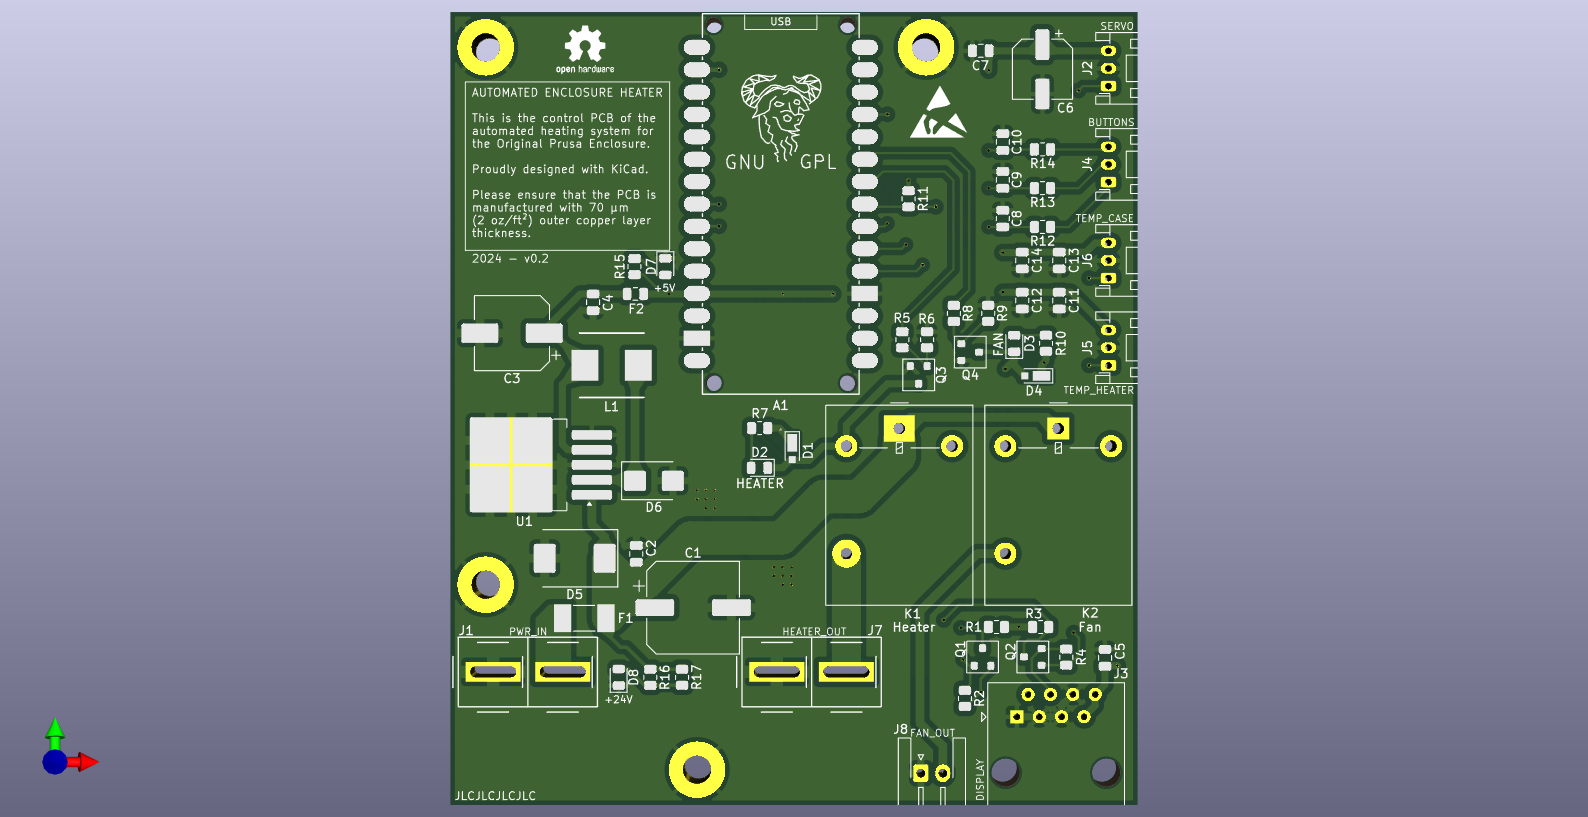 USB
SERVO
open hardware
C7
J2
C6
AUTOMATED ENCLOSURE HEATER
This is the control PCB of the
automated heating system for
the Original Prusa Enclosure.
Proudly designed with KiCad.
Please ensure that the PCB is
manufactured with 70 µm
(2 oz/ft²) outer copper layer
thickness.
2024 — v0.2
GNU GPL
BUTTONS
C10
R14
J4
C9
R13
R11
C8
R12
TEMP_CASE
C14
C13
J6
R15
D7
+5V
C4
F2
C12
C11
R8
R9
R5
R6
FAN
D3
R10
J5
Q4
Q3
D4
TEMP_HEATER
C3
L1
A1
R7
D1
D2
HEATER
U1
D6
C2
C1
D5
F1
K1
Heater
K2
Fan
R1
R3
J1
PWR_IN
HEATER_OUT
J7
Q1
Q2
R4
C5
J3
D8
+24V
R16
R17
R2
J8
FAN_OUT
DISPLAY
JLCJLCJLCJLC